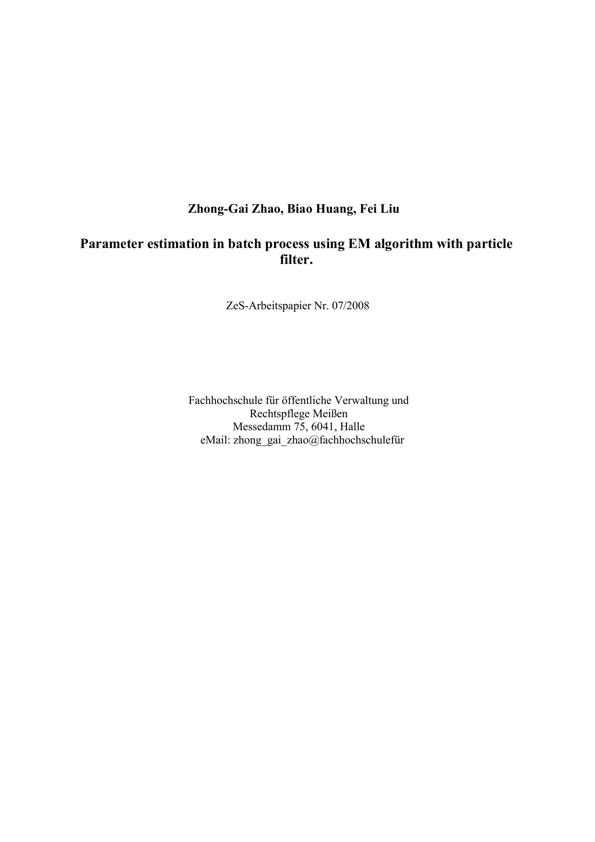 Zhong-Gai Zhao, Biao Huang, Fei Liu
Parameter estimation in batch process using EM algorithm with particle
filter.
ZeS-Arbeitspapier Nr. 07/2008
Fachhochschule für öffentliche Verwaltung und
Rechtspflege Meißen
Messedamm 75, 6041, Halle
eMail: zhong_gai_zhao@fachhochschulefür